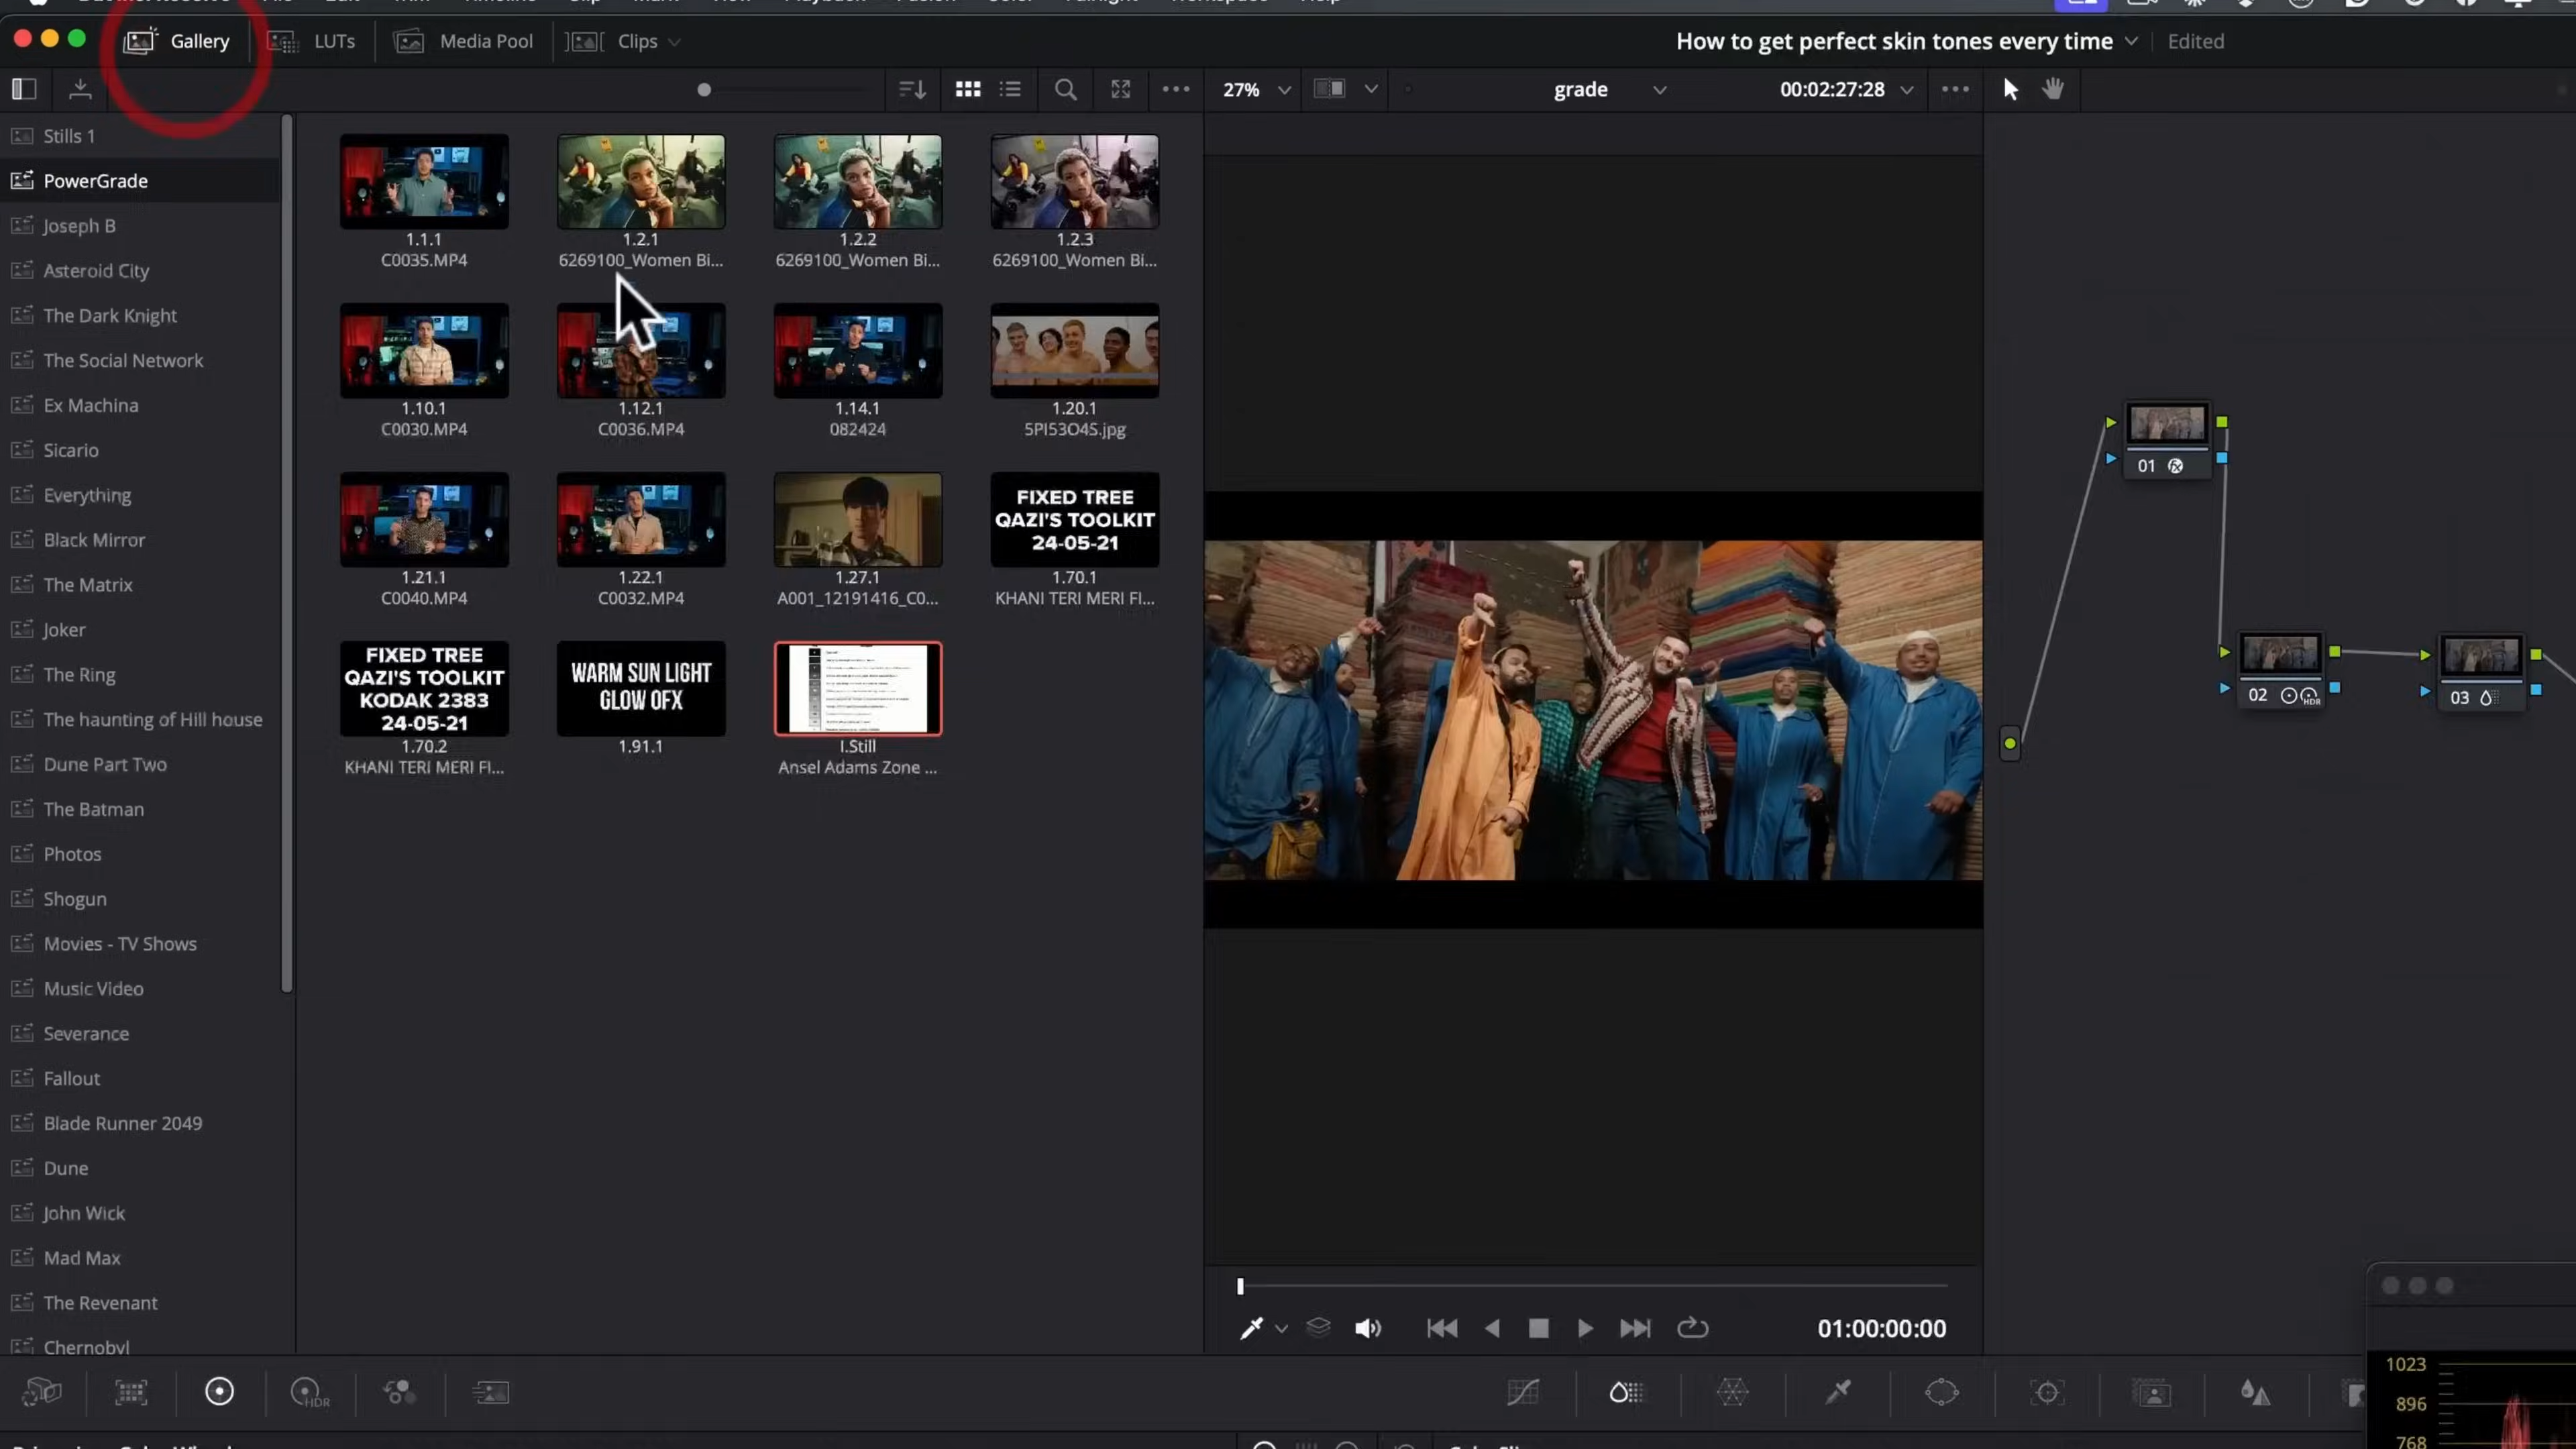 Gallery
LUTs
Media Pool
Clips
How to get perfect skin tones every time
Edited
27%
grade
00:02:27:28
Stills 1
PowerGrade
Joseph B
Asteroid City
The Dark Knight
The Social Network
Ex Machina
Sicario
Everything
Black Mirror
The Matrix
Joker
The Ring
The haunting of Hill house
Dune Part Two
The Batman
Photos
Shogun
Movies - TV Shows
Music Video
Severance
Fallout
Blade Runner 2049
Dune
John Wick
Mad Max
The Revenant
Chernobyl
1.1.1
C0035.MP4
1.2.1
6269100_Women Bi...
1.2.2
6269100_Women Bi...
1.2.3
6269100_Women Bi...
1.10.1
C0030.MP4
1.12.1
C0036.MP4
1.14.1
082424
1.20.1
5PI53O4S.jpg
1.21.1
C0040.MP4
1.22.1
C0032.MP4
1.27.1
A001_12191416_C0...
FIXED TREE
QAZI'S TOOLKIT
24-05-21
1.70.1
KHANI TERI MERI FI...
FIXED TREE
QAZI'S TOOLKIT
KODAK 2383
24-05-21
1.70.2
KHANI TERI MERI FI...
WARM SUN LIGHT
GLOW OFX
1.91.1
I.Still
Ansel Adams Zone ...
01
02
HDR
03
01:00:00:00
HDR
1023
896
768